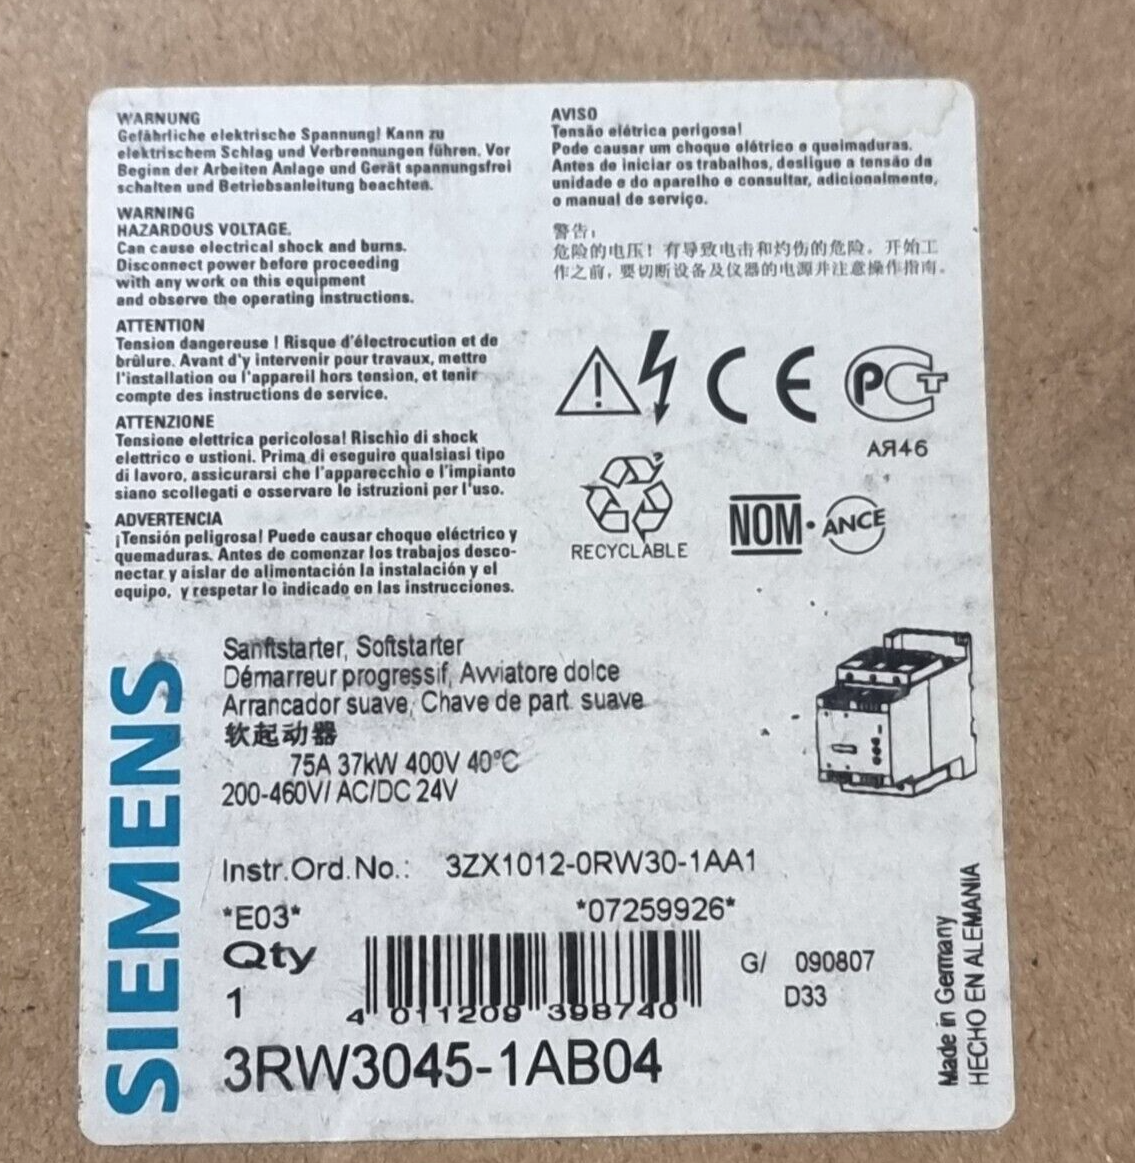 WARNUNG
Gefährliche elektrische Spannung! Kann zu
elektrischem Schlag und Verbrennungen führen. Vor
Beginn der Arbeiten Anlage und Gerät spannungsfrei
schalten und Betriebsanleitung beachten.
WARNING
HAZARDOUS VOLTAGE.
Can cause electrical shock and burns.
Disconnect power before proceeding
with any work on this equipment
and observe the operating instructions.
ATTENTION
Tension dangereuse ! Risque d'électrocution et de
brûlure. Avant d'y intervenir pour travaux, mettre
l'installation ou l'appareil hors tension, et tenir
compte des instructions de service.
ATTENZIONE
Tensione elettrica pericolosa! Rischio di shock
elettrico e ustioni. Prima di eseguire qualsiasi tipo
di lavoro, assicurarsi che l'apparecchio e l'impianto
siano scollegati e osservare le istruzioni per l'uso.
ADVERTENCIA
¡Tensión peligrosa! Puede causar choque eléctrico y
quemaduras. Antes de comenzar los trabajos desco-
nectar y aislar de alimentación la instalación y el
equipo, y respetar lo indicado en las instrucciones.
AVISO
Tensão elétrica perigosa!
Pode causar um choque elétrico e queimaduras.
Antes de iniciar os trabalhos, desligue a tensão da
unidade e do aparelho e consultar, adicionalmente,
o manual de serviço.
警告:
危险的电压! 有导致电击和灼伤的危险。开始工
作之前,要切断设备及仪器的电源并注意操作指南。
CE PCT
АЯ46
RECYCLABLE
NOM·ANCE
SIEMENS
Sanftstarter, Softstarter
Démarreur progressif, Avviatore dolce
Arrancador suave, Chave de part. suave
软起动器
75A 37kW 400V 40°C
200-460V/ AC/DC 24V
Instr.Ord.No.: 3ZX1012-0RW30-1AA1
*E03* *07259926*
Qty
1
4 011209 398740
G/ 090807
D33
3RW3045-1AB04
Made in Germany
HECHO EN ALEMANIA